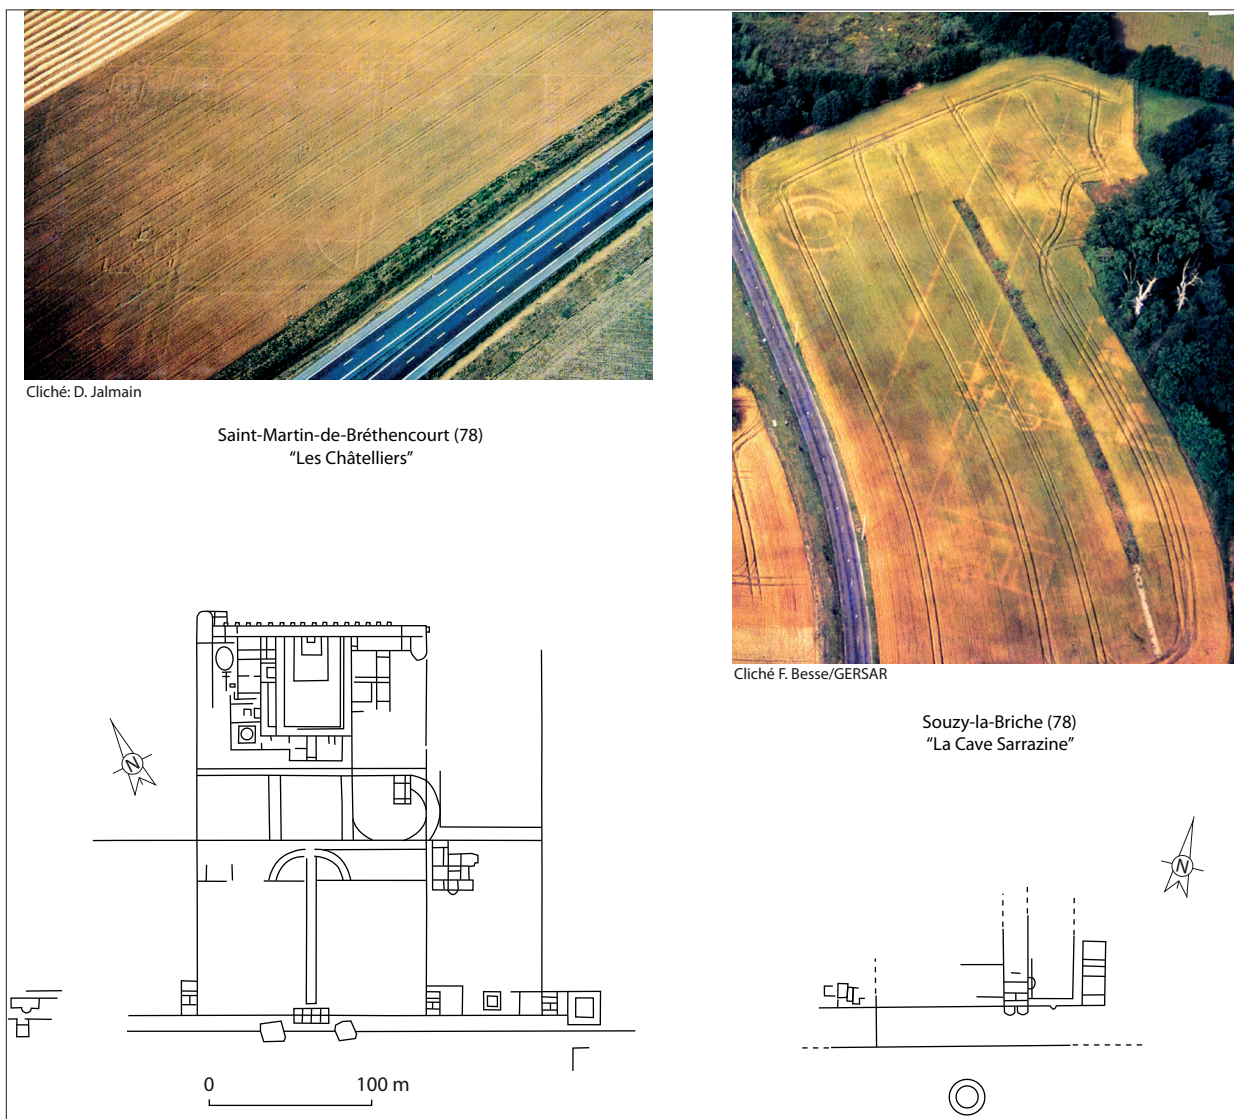 Cliché: D. Jalmain
Saint-Martin-de-Bréthencourt (78)
“Les Châtelliers”
Cliché F. Besse/GERSAR
Souzy-la-Briche (78)
“La Cave Sarrazine”
N
N
0 100 m